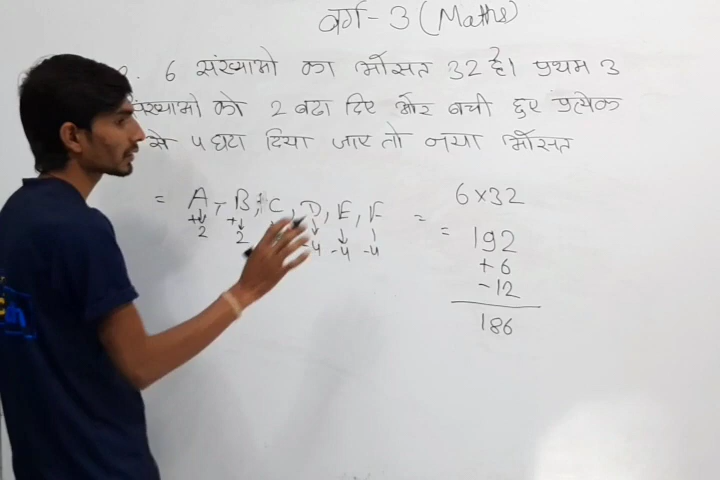 वर्ग - 3 (Maths)
6 संख्याओ का औसत 32 है। प्रथम 3
संख्याओ को 2 बढा दिए और बची हुए प्रत्येक
से 4 घटा दिया जाए तो नया औसत
= A, B, C, D, E, F = 6×32
+2 +2 -4 -4 -4
= 192
+6
-12
186